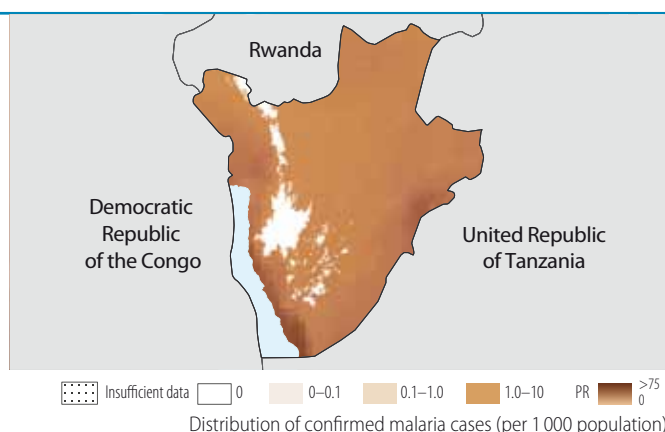 Rwanda
Democratic
Republic
of the Congo
United Republic
of Tanzania
Insufficient data 0 0–0.1 0.1–1.0 1.0–10 PR >75
0
Distribution of confirmed malaria cases (per 1 000 population)